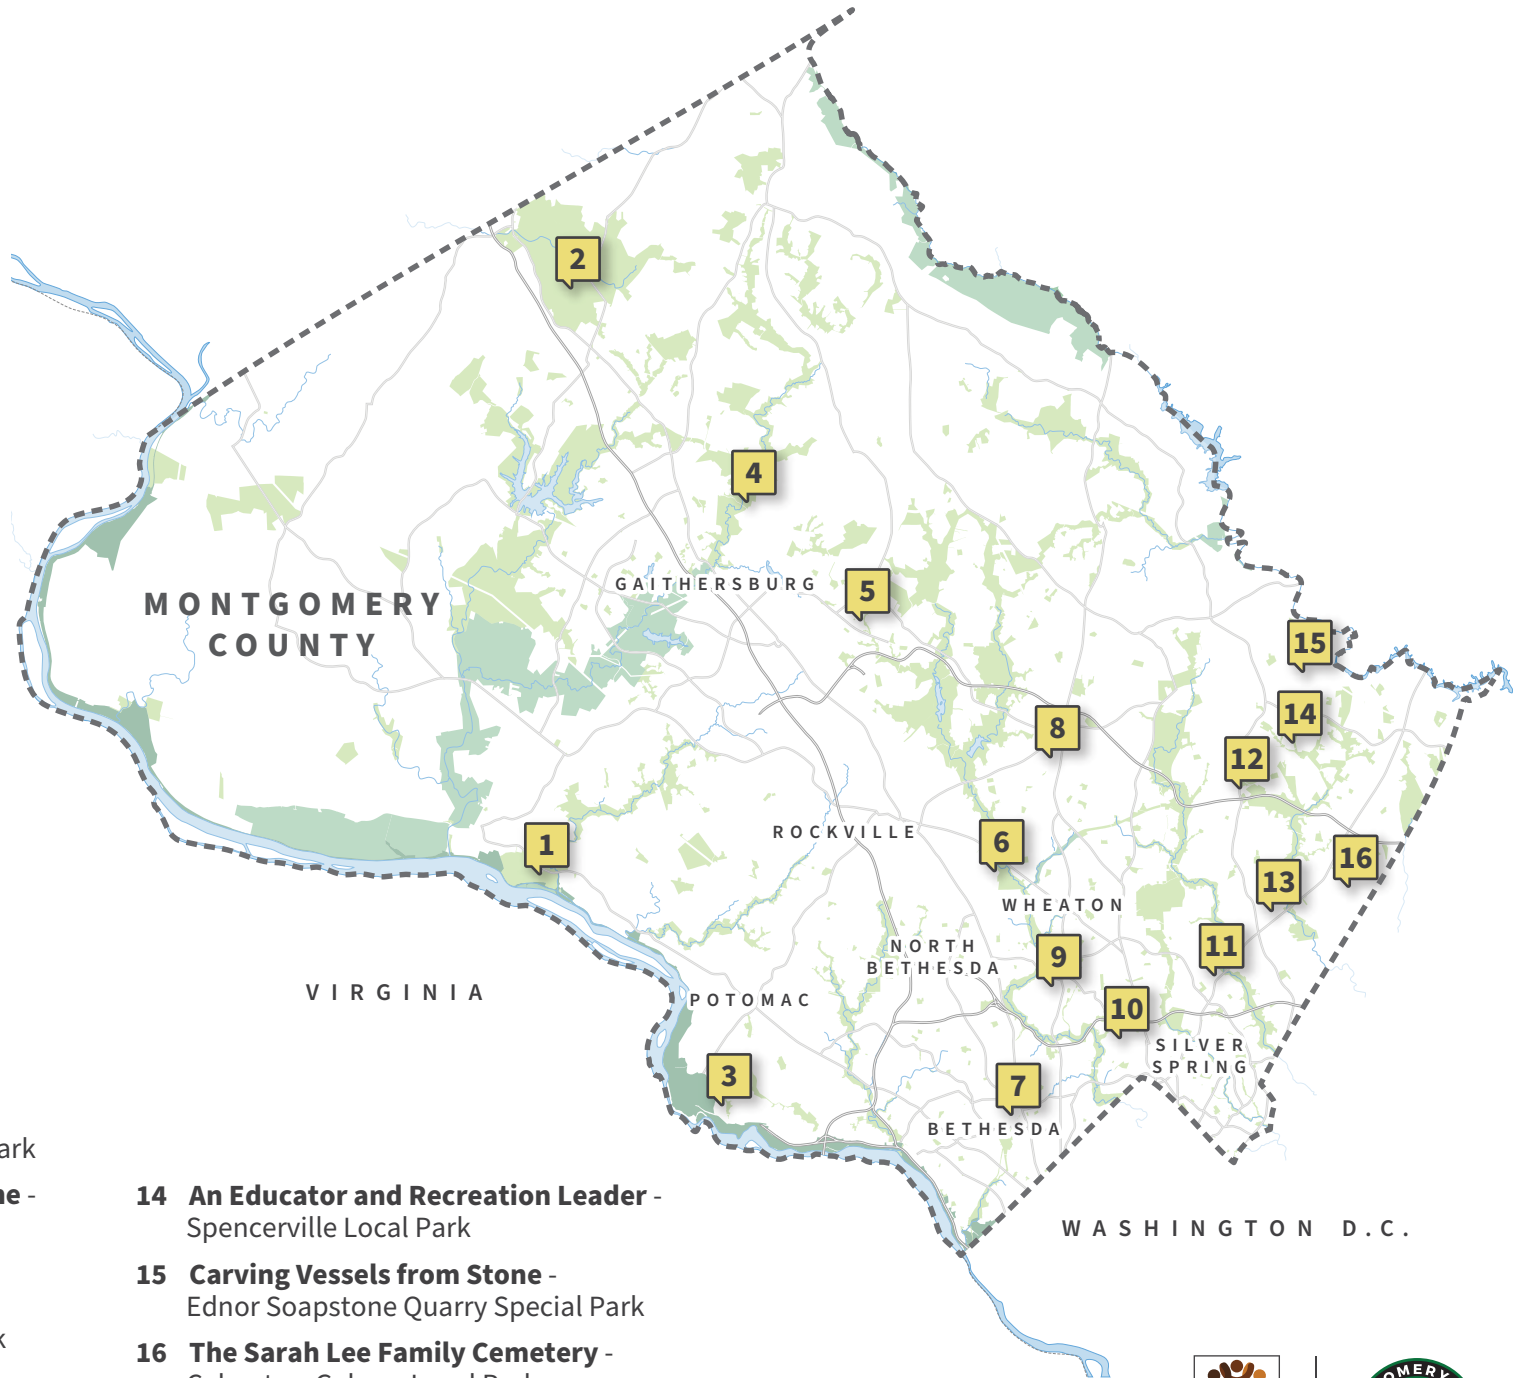 2
4
GAITHERSBURG
5
MONTGOMERY
COUNTY
15
14
8
12
1
ROCKVILLE
6
16
13
WHEATON
NORTH
BETHESDA
9
11
VIRGINIA
POTOMAC
10
SILVER
SPRING
3
7
BETHESDA
WASHINGTON D.C.
14 An Educator and Recreation Leader -
Spencerville Local Park
15 Carving Vessels from Stone -
Ednor Soapstone Quarry Special Park
16 The Sarah Lee Family Cemetery -